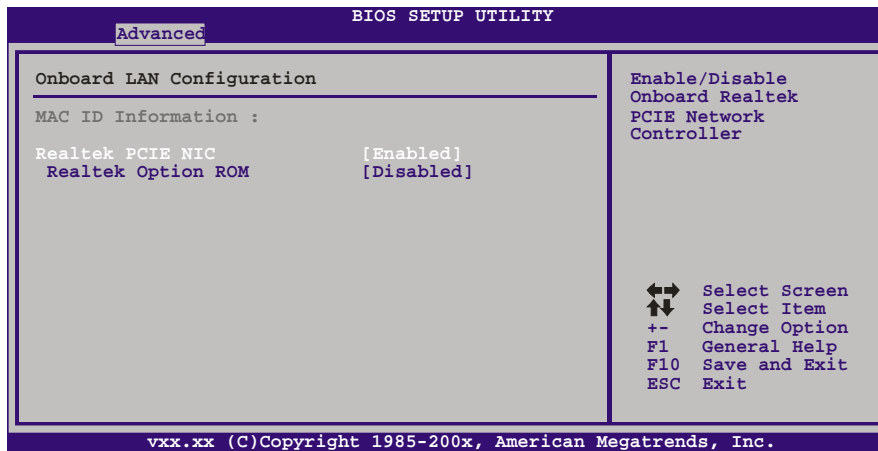 BIOS SETUP UTILITY
Advanced
Onboard LAN Configuration
MAC ID Information :
Realtek PCIE NIC [Enabled]
Realtek Option ROM [Disabled]
Enable/Disable
Onboard Realtek
PCIE Network
Controller
Select Screen
Select Item
+- Change Option
F1 General Help
F10 Save and Exit
ESC Exit
vxx.xx (C)Copyright 1985-200x, American Megatrends, Inc.